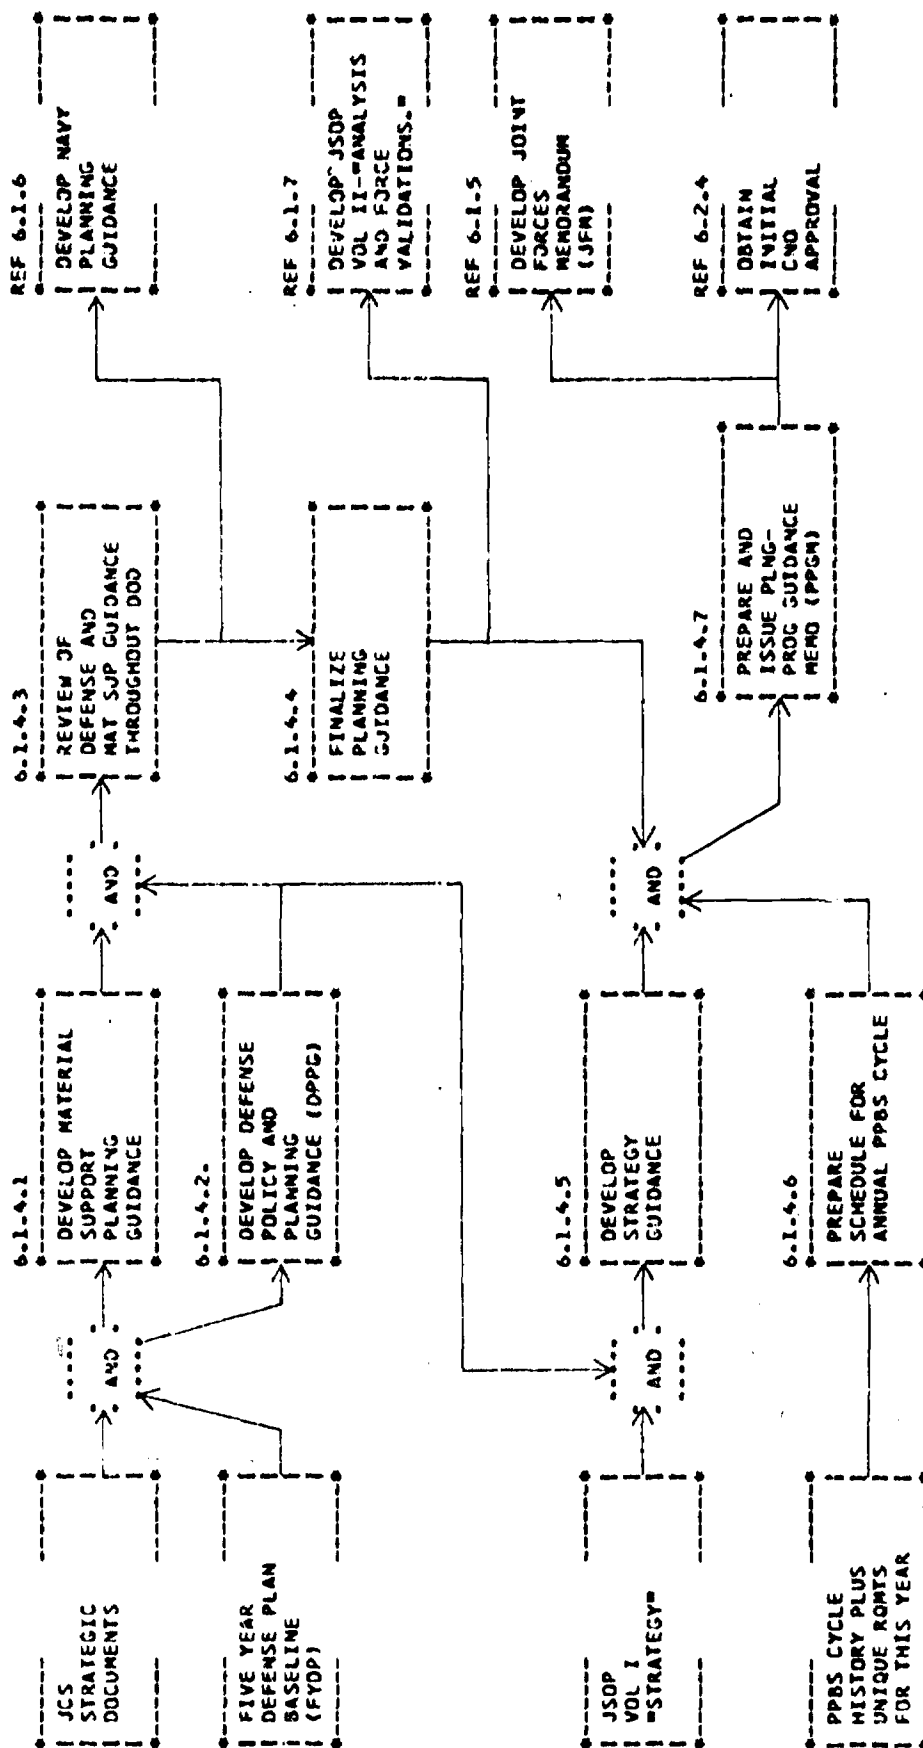 JCS
STRATEGIC
DOCUMENTS
FIVE YEAR
DEFENSE PLAN
BASELINE
(FYDP)
JSOP
VOL I
"STRATEGY"
PPBS CYCLE
HISTORY PLUS
UNIQUE RQMTS
FOR THIS YEAR
AND
AND
6.1.4.1
DEVELOP MATERIAL
SUPPORT
PLANNING
GUIDANCE
6.1.4.2.
DEVELOP DEFENSE
POLICY AND
PLANNING
GUIDANCE (DPPG)
6.1.4.5
DEVELOP
STRATEGY
GUIDANCE
6.1.4.6
PREPARE
SCHEDULE FOR
ANNUAL PPBS CYCLE
AND
AND
6.1.4.3
REVIEW OF
DEFENSE AND
MAT SUP GUIDANCE
THROUGHOUT DOD
6.1.4.4
FINALIZE
PLANNING
GUIDANCE
6.1.4.7
PREPARE AND
ISSUE PLNG-
PROG GUIDANCE
MEMO (PPGM)
REF 6.1.6
DEVELOP NAVY
PLANNING
GUIDANCE
REF 6.1.7
DEVELOP JSOP
VOL II-"ANALYSIS
AND FORCE
VALIDATIONS."
REF 6.1.5
DEVELOP JOINT
FORCES
MEMORANDUM
(JFM)
REF 6.2.4
OBTAIN
INITIAL
CNO
APPROVAL